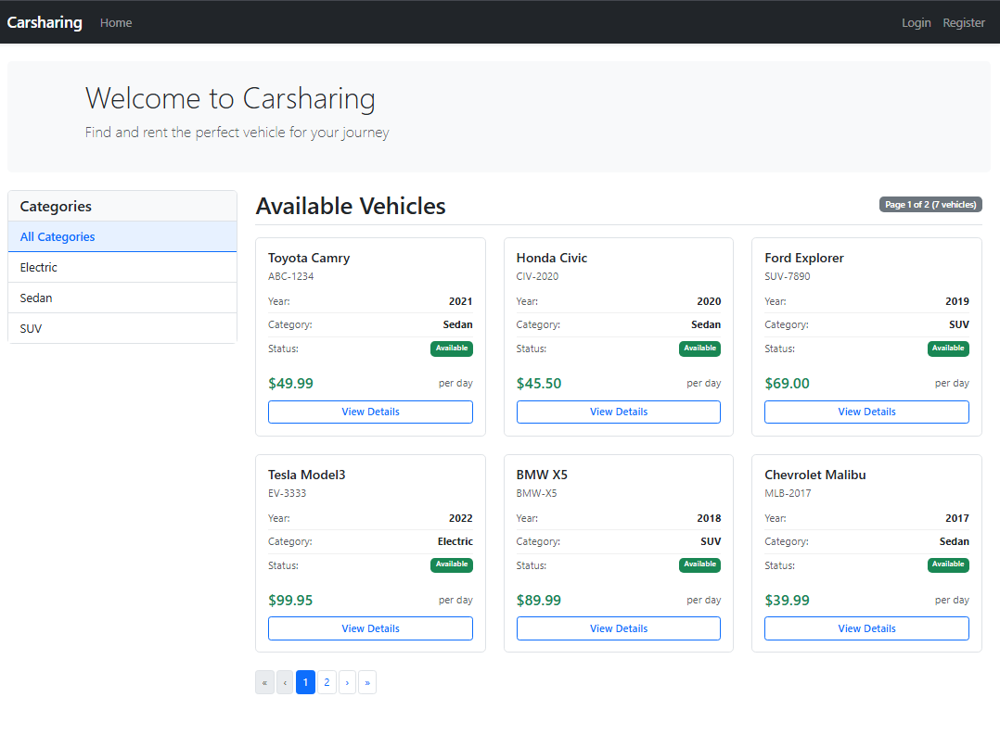 Carsharing Home Login Register
Welcome to Carsharing
Find and rent the perfect vehicle for your journey
Categories
All Categories
Electric
Sedan
SUV
Available Vehicles
Page 1 of 2 (7 vehicles)
Toyota Camry
ABC-1234
Year: 2021
Category: Sedan
Status: Available
$49.99 per day
View Details
Honda Civic
CIV-2020
Year: 2020
Category: Sedan
Status: Available
$45.50 per day
View Details
Ford Explorer
SUV-7890
Year: 2019
Category: SUV
Status: Available
$69.00 per day
View Details
Tesla Model3
EV-3333
Year: 2022
Category: Electric
Status: Available
$99.95 per day
View Details
BMW X5
BMW-X5
Year: 2018
Category: SUV
Status: Available
$89.99 per day
View Details
Chevrolet Malibu
MLB-2017
Year: 2017
Category: Sedan
Status: Available
$39.99 per day
View Details
« ‹ 1 2 › »